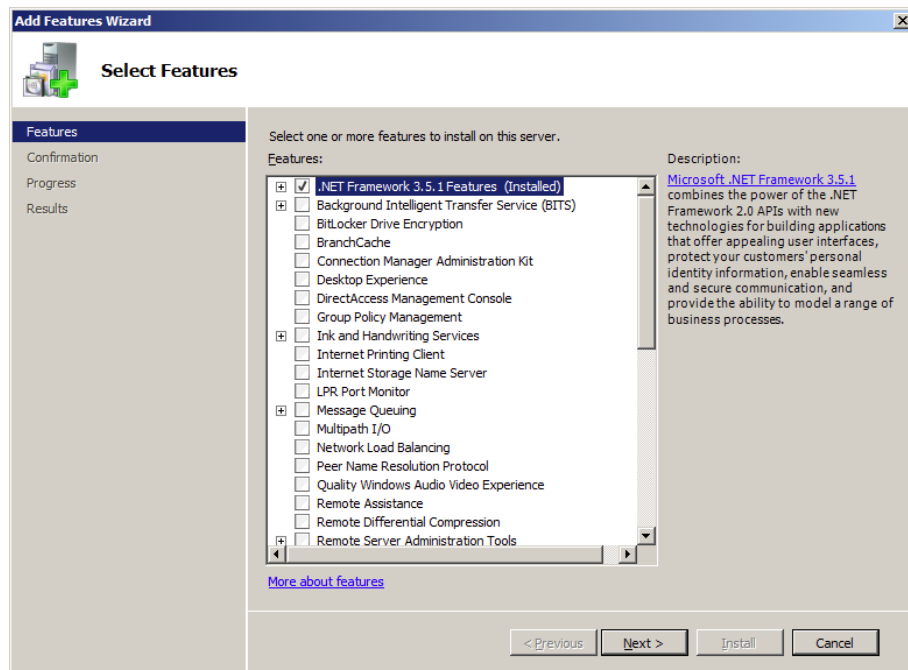 Add Features Wizard
Select Features
Features
Confirmation
Progress
Results
Select one or more features to install on this server.
Features:
.NET Framework 3.5.1 Features (Installed)
Background Intelligent Transfer Service (BITS)
BitLocker Drive Encryption
BranchCache
Connection Manager Administration Kit
Desktop Experience
DirectAccess Management Console
Group Policy Management
Ink and Handwriting Services
Internet Printing Client
Internet Storage Name Server
LPR Port Monitor
Message Queuing
Multipath I/O
Network Load Balancing
Peer Name Resolution Protocol
Quality Windows Audio Video Experience
Remote Assistance
Remote Differential Compression
Remote Server Administration Tools
More about features
Description:
Microsoft .NET Framework 3.5.1
combines the power of the .NET
Framework 2.0 APIs with new
technologies for building applications
that offer appealing user interfaces,
protect your customers' personal
identity information, enable seamless
and secure communication, and
provide the ability to model a range of
business processes.
< Previous
Next >
Install
Cancel